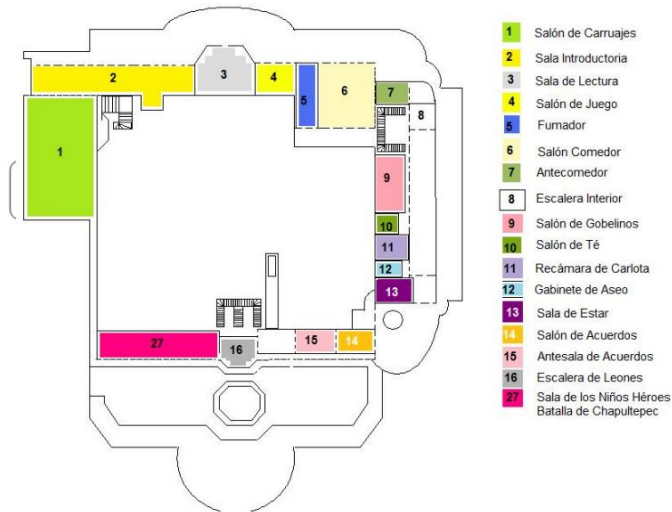 2
3
4
5
6
7
8
1
9
10
11
12
13
27
16
15
14
1 Salón de Carruajes
2 Sala Introductoria
3 Sala de Lectura
4 Salón de Juego
5 Fumador
6 Salón Comedor
7 Antecomedor
8 Escalera Interior
9 Salón de Gobelinos
10 Salón de Té
11 Recámara de Carlota
12 Gabinete de Aseo
13 Sala de Estar
14 Salón de Acuerdos
15 Antesala de Acuerdos
16 Escalera de Leones
27 Sala de los Niños Héroes
Batalla de Chapultepec